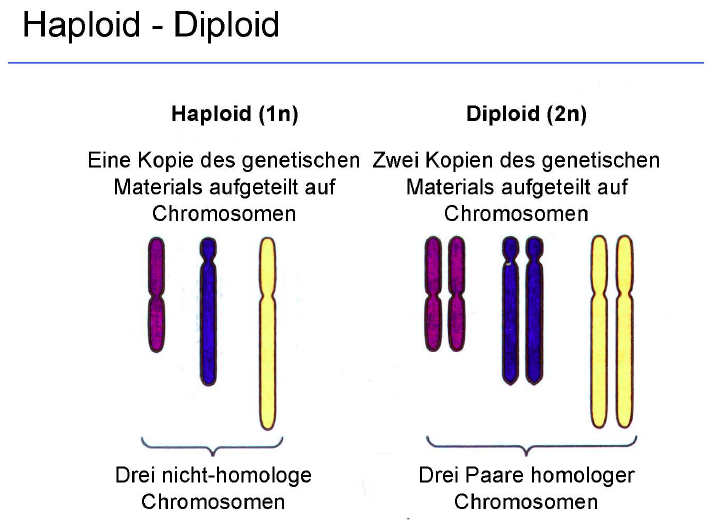 Haploid - Diploid
Haploid (1n)
Eine Kopie des genetischen
Materials aufgeteilt auf
Chromosomen
Drei nicht-homologe
Chromosomen
Diploid (2n)
Zwei Kopien des genetischen
Materials aufgeteilt auf
Chromosomen
Drei Paare homologer
Chromosomen